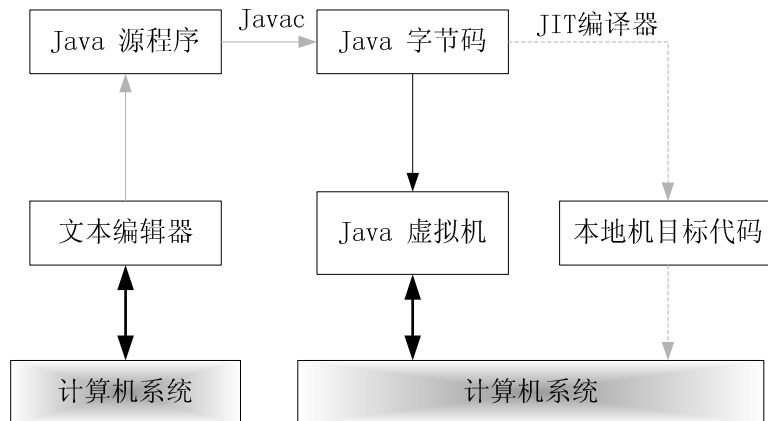 Java 源程序
Javac
Java 字节码
JIT编译器
文本编辑器
Java 虚拟机
本地机目标代码
计算机系统
计算机系统